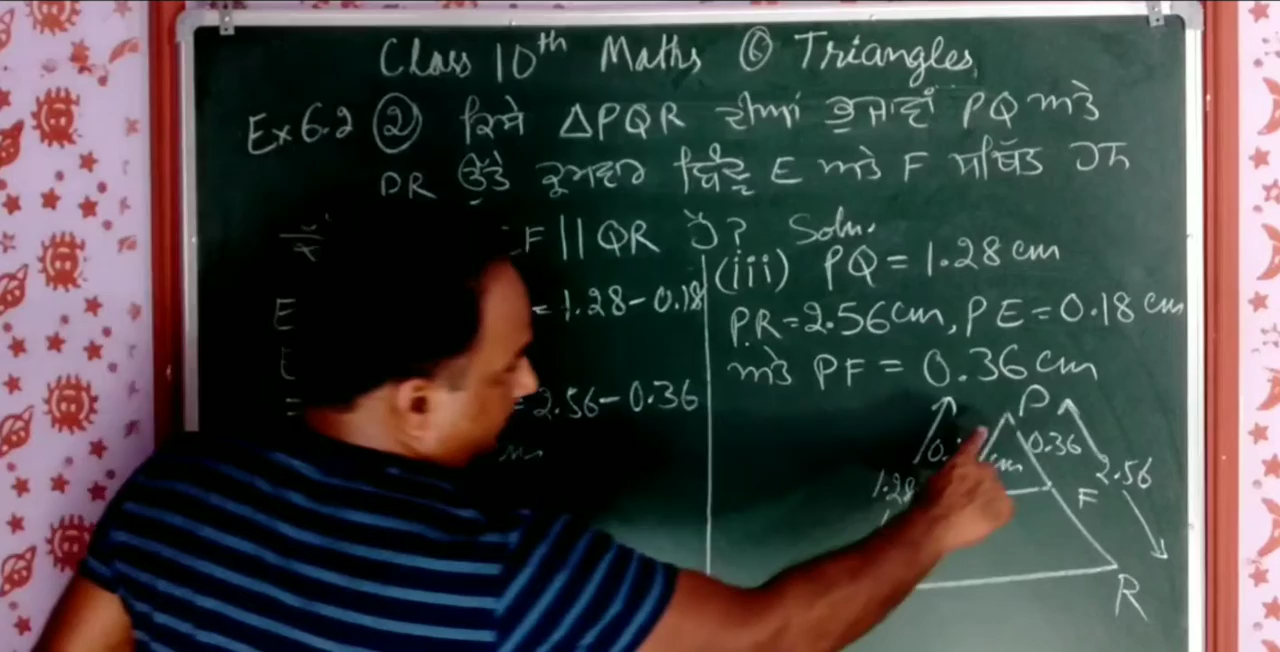 Class 10th Maths ⑥ Triangles
Ex 6.2 ② ਕਿਸੇ ΔPQR ਦੀਆਂ ਭੁਜਾਵਾਂ PQ ਅਤੇ
PR ਉੱਤੇ ਕ੍ਰਮਵਾਰ ਬਿੰਦੂ E ਅਤੇ F ਸਥਿੱਤ ਹਨ
F || QR ਹੈ? Soln.
= 1.28 - 0.18
= 2.56 - 0.36
(iii) PQ = 1.28 cm
PR = 2.56 cm, PE = 0.18 cm
ਅਤੇ PF = 0.36 cm
P
0.36
2.56
1.28
cm
F
R